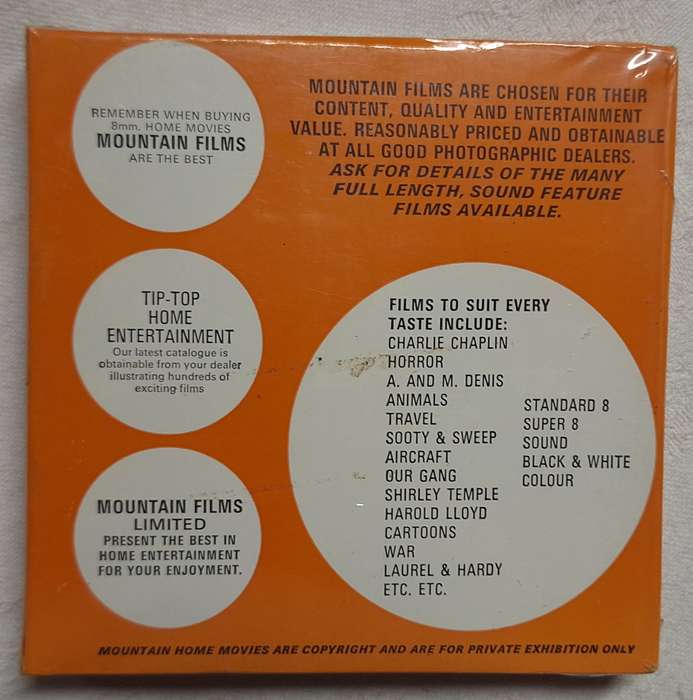 REMEMBER WHEN BUYING
8mm. HOME MOVIES
MOUNTAIN FILMS
ARE THE BEST
MOUNTAIN FILMS ARE CHOSEN FOR THEIR
CONTENT, QUALITY AND ENTERTAINMENT
VALUE. REASONABLY PRICED AND OBTAINABLE
AT ALL GOOD PHOTOGRAPHIC DEALERS.
ASK FOR DETAILS OF THE MANY
FULL LENGTH, SOUND FEATURE
FILMS AVAILABLE.
TIP-TOP
HOME
ENTERTAINMENT
Our latest catalogue is
obtainable from your dealer
illustrating hundreds of
exciting films
MOUNTAIN FILMS
LIMITED
PRESENT THE BEST IN
HOME ENTERTAINMENT
FOR YOUR ENJOYMENT.
FILMS TO SUIT EVERY
TASTE INCLUDE:
CHARLIE CHAPLIN
HORROR
A. AND M. DENIS
ANIMALS
TRAVEL
SOOTY & SWEEP
AIRCRAFT
OUR GANG
SHIRLEY TEMPLE
HAROLD LLOYD
CARTOONS
WAR
LAUREL & HARDY
ETC. ETC.
STANDARD 8
SUPER 8
SOUND
BLACK & WHITE
COLOUR
MOUNTAIN HOME MOVIES ARE COPYRIGHT AND ARE FOR PRIVATE EXHIBITION ONLY